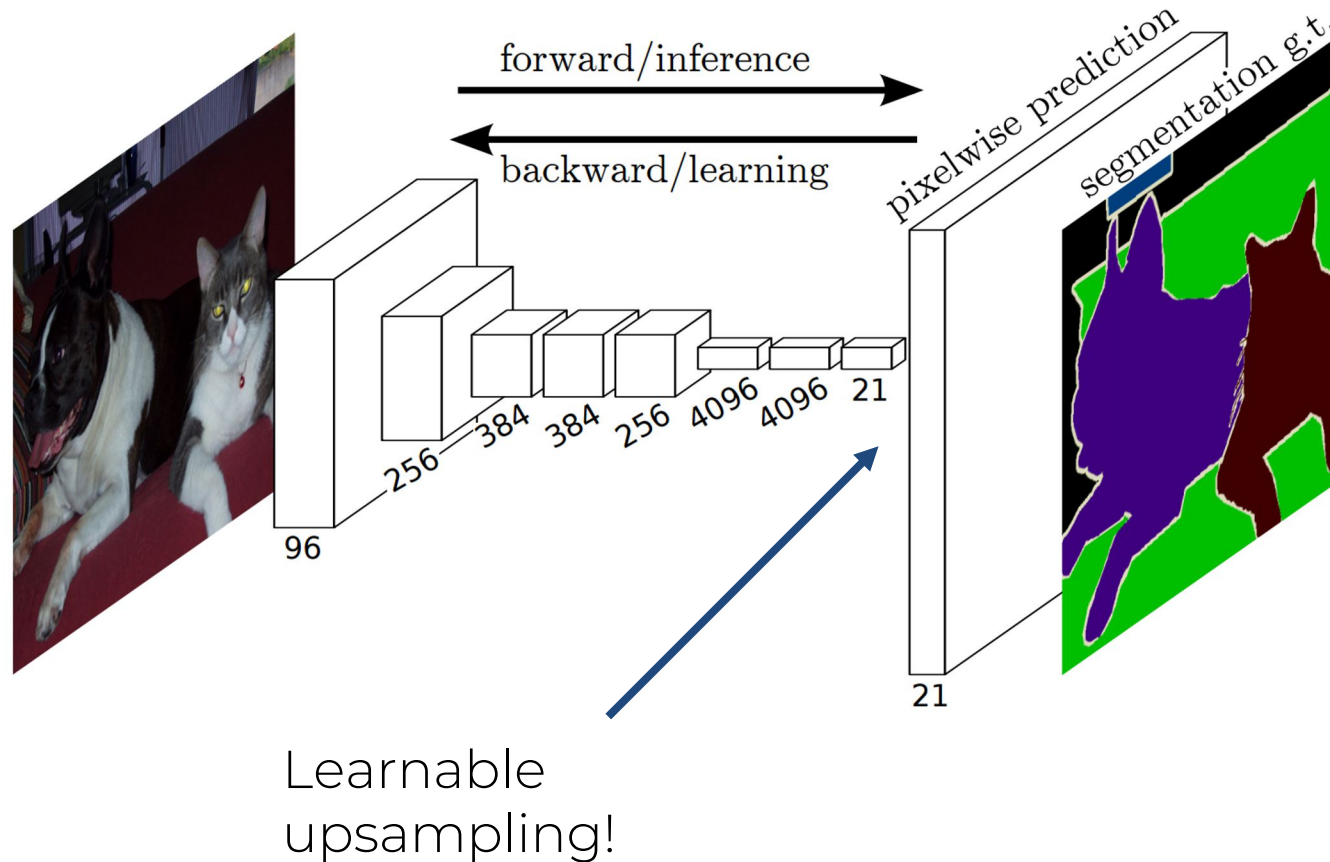 forward/inference
backward/learning
pixelwise prediction
segmentation g.t.
96
256
384
384
256
4096
4096
21
21
Learnable
upsampling!